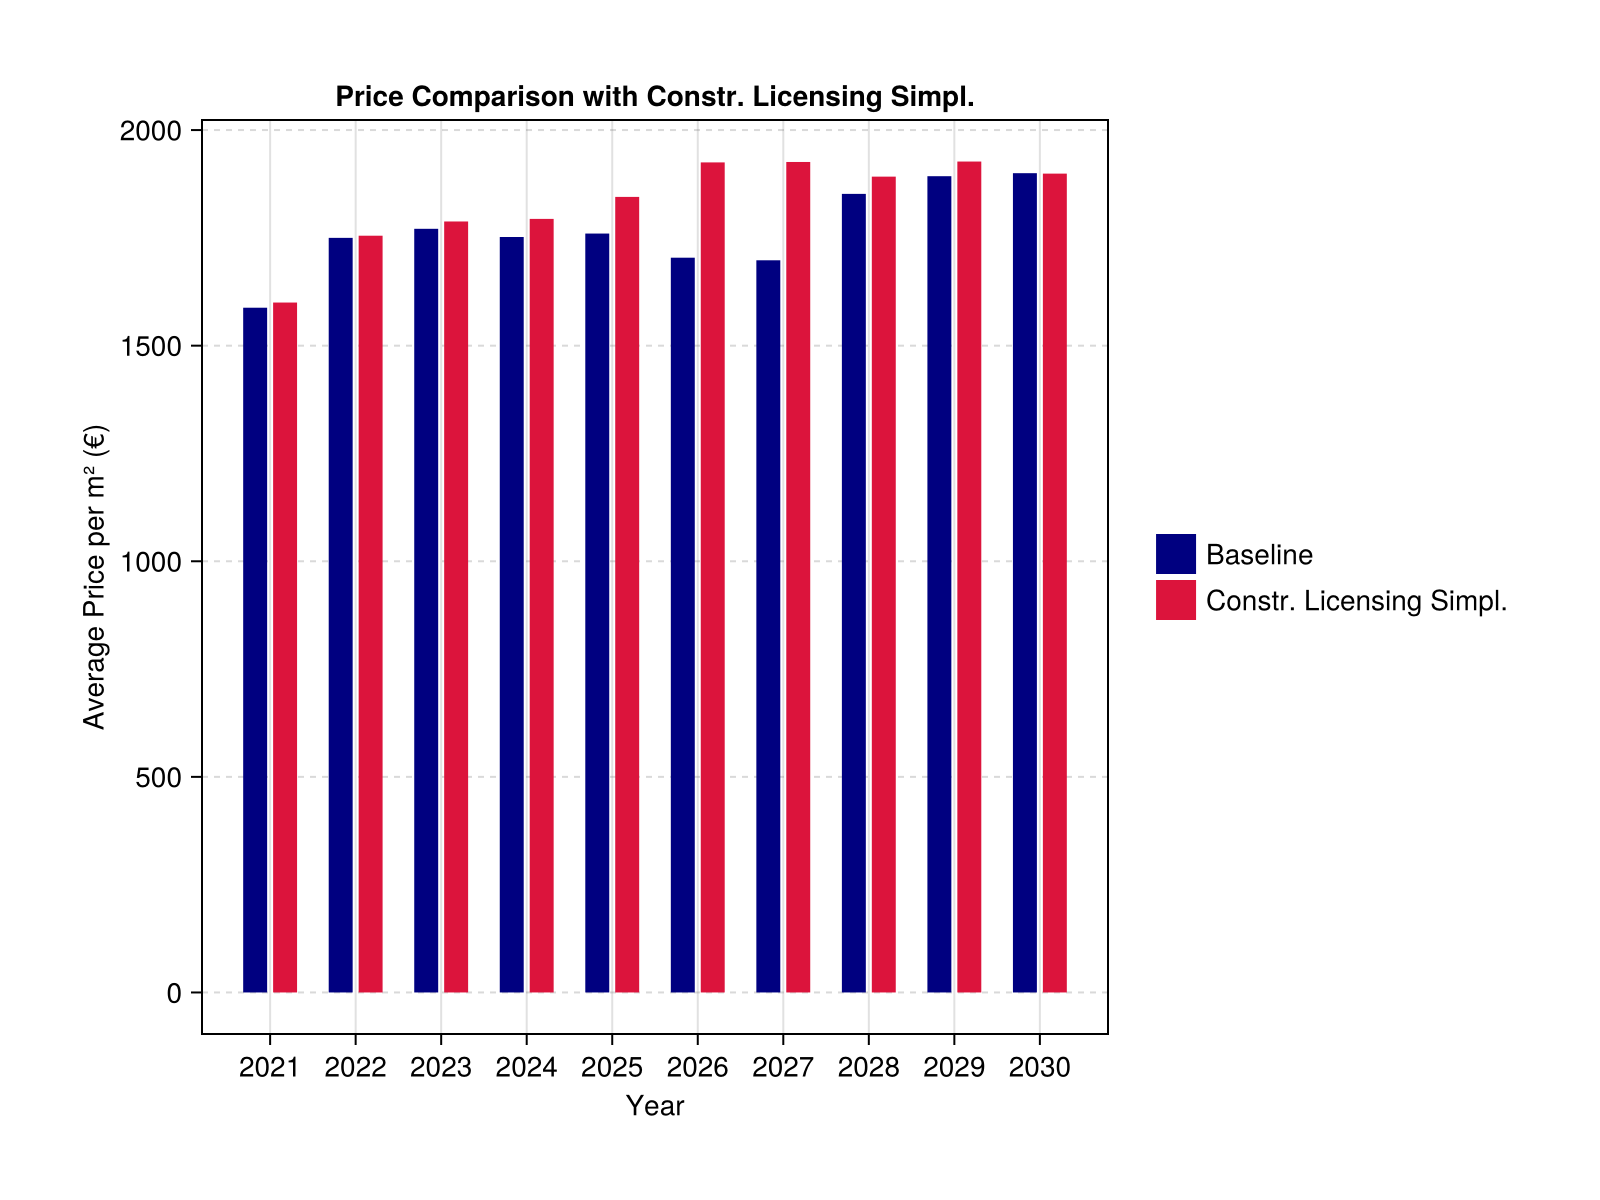 Price Comparison with Constr. Licensing Simpl.
2000
1500
1000
500
0
Average Price per m² (€)
2021 2022 2023 2024 2025 2026 2027 2028 2029 2030
Year
Baseline
Constr. Licensing Simpl.